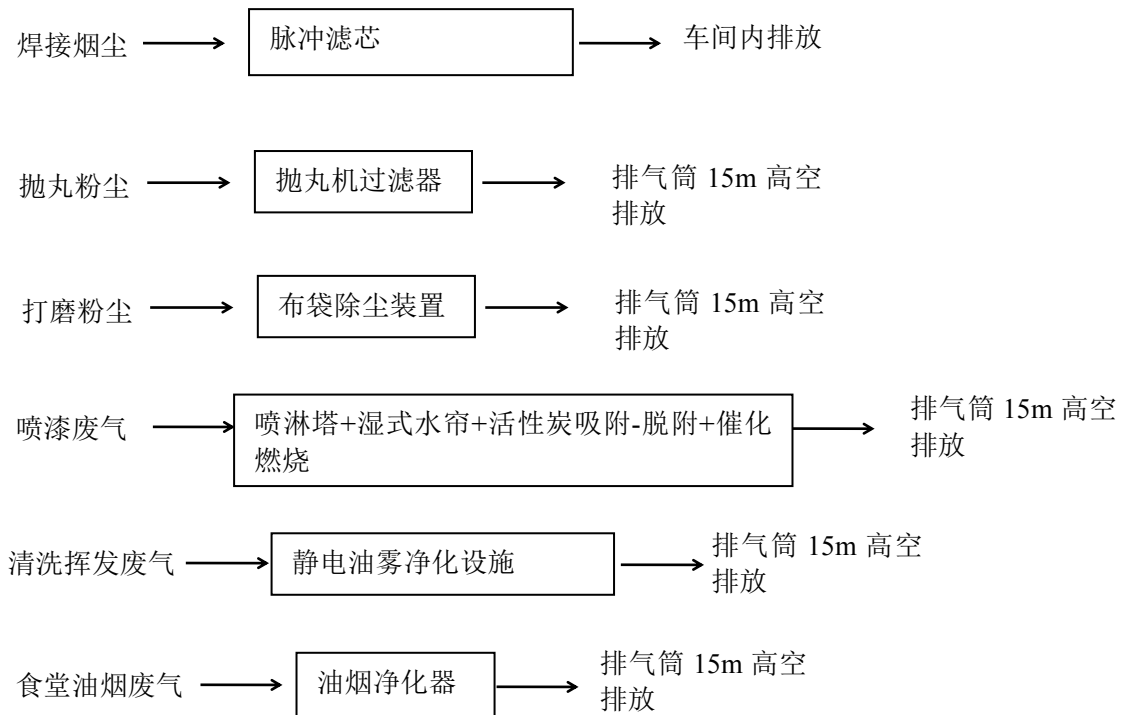 焊接烟尘
脉冲滤芯
车间内排放
抛丸粉尘
抛丸机过滤器
排气筒 15m 高空
排放
打磨粉尘
布袋除尘装置
排气筒 15m 高空
排放
喷漆废气
喷淋塔+湿式水帘+活性炭吸附-脱附+催化
燃烧
排气筒 15m 高空
排放
清洗挥发废气
静电油雾净化设施
排气筒 15m 高空
排放
食堂油烟废气
油烟净化器
排气筒 15m 高空
排放